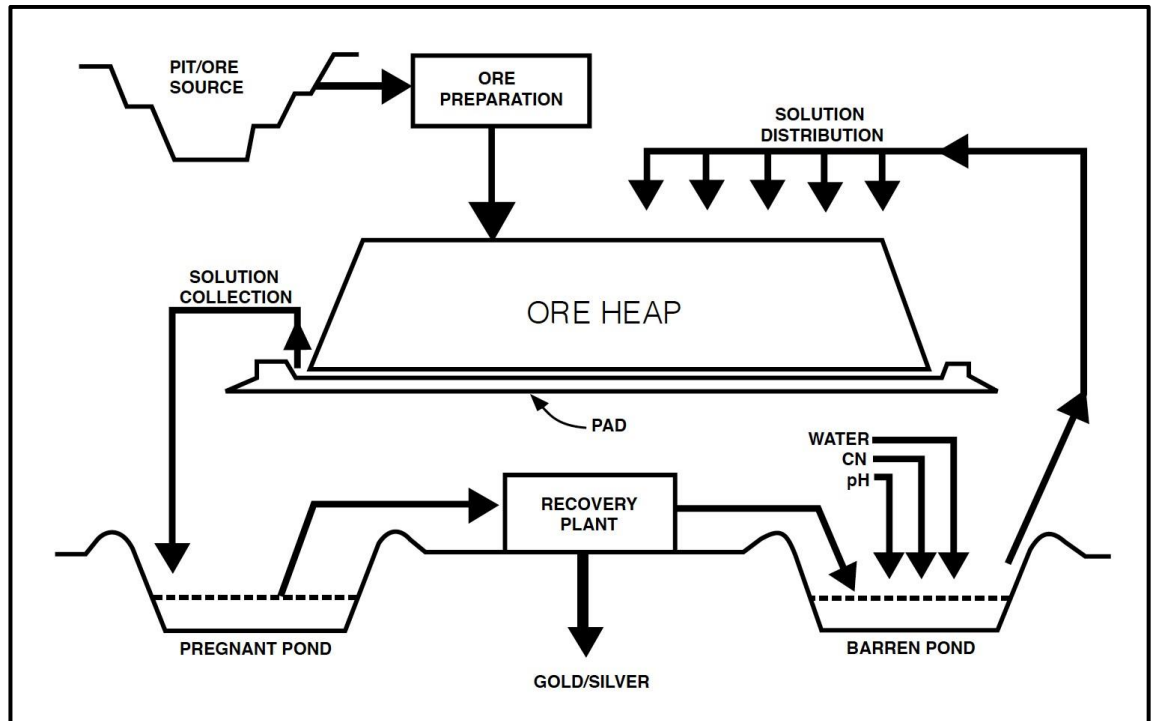 PIT/ORE
SOURCE
ORE
PREPARATION
SOLUTION
DISTRIBUTION
SOLUTION
COLLECTION
ORE HEAP
PAD
WATER
CN
pH
RECOVERY
PLANT
PREGNANT POND
BARREN POND
GOLD/SILVER